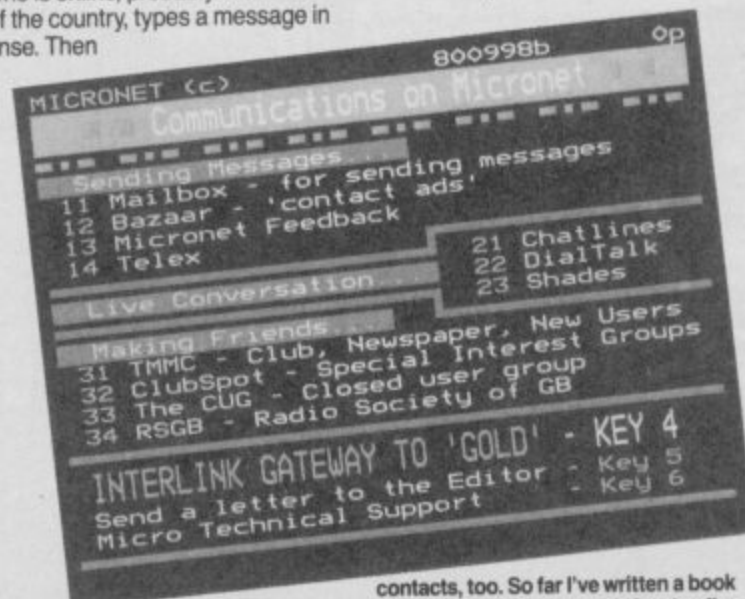 of the country, types a message in
Then
MICRONET (c) 800998b 0p
Communications on Micronet
Sending Messages...
11 Mailbox - for sending messages
12 Bazaar - 'contact ads'
13 Micronet Feedback
14 Telex
Live Conversation...
21 Chatlines
22 DialTalk
23 Shades
Making Friends...
31 TMMC - Club, Newspaper, New Users
32 ClubSpot - Special Interest Groups
33 The CUG - Closed user group
34 RSGB - Radio Society of GB
INTERLINK GATEWAY TO 'GOLD' - KEY 4
Send a letter to the Editor - Key 5
Micro Technical Support - Key 6
contacts, too. So far I've written a book